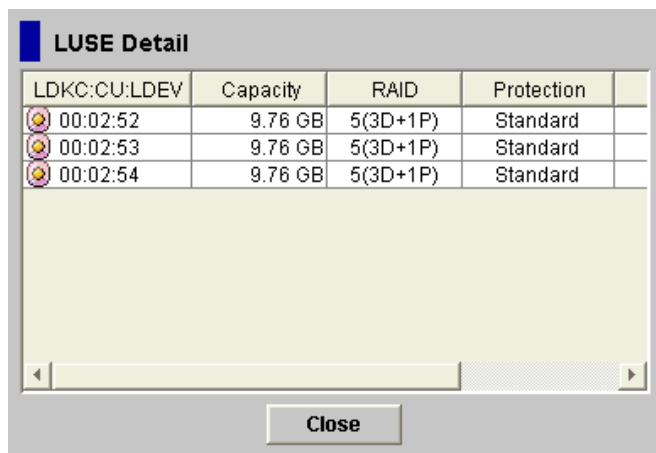 LUSE Detail
LDKC:CU:LDEV Capacity RAID Protection
00:02:52 9.76 GB 5(3D+1P) Standard
00:02:53 9.76 GB 5(3D+1P) Standard
00:02:54 9.76 GB 5(3D+1P) Standard
Close